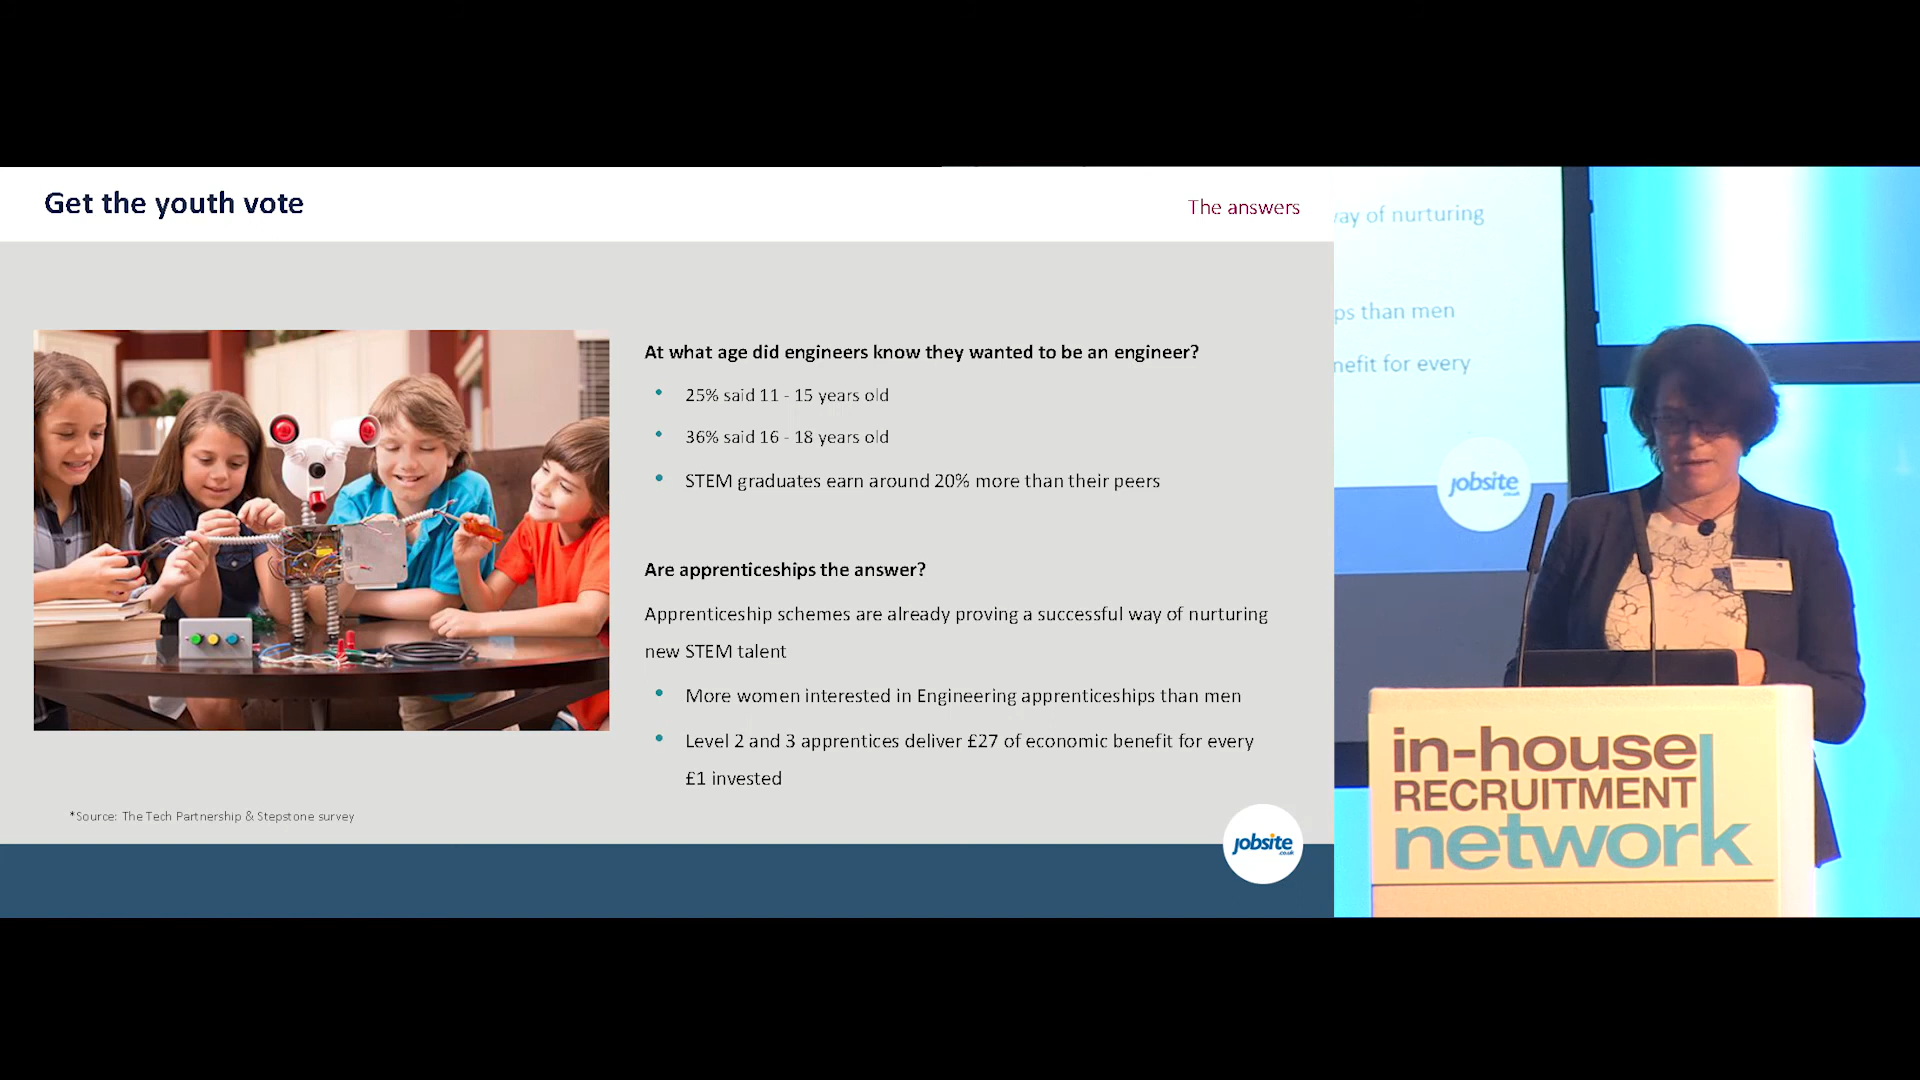 Get the youth vote
The answers
At what age did engineers know they wanted to be an engineer?
25% said 11 - 15 years old
36% said 16 - 18 years old
STEM graduates earn around 20% more than their peers
Are apprenticeships the answer?
Apprenticeship schemes are already proving a successful way of nurturing
new STEM talent
More women interested in Engineering apprenticeships than men
Level 2 and 3 apprentices deliver £27 of economic benefit for every
£1 invested
*Source: The Tech Partnership & Stepstone survey
jobsite
.co.uk
way of nurturing
ps than men
nefit for every
jobsite
in-house
RECRUITMENT
network